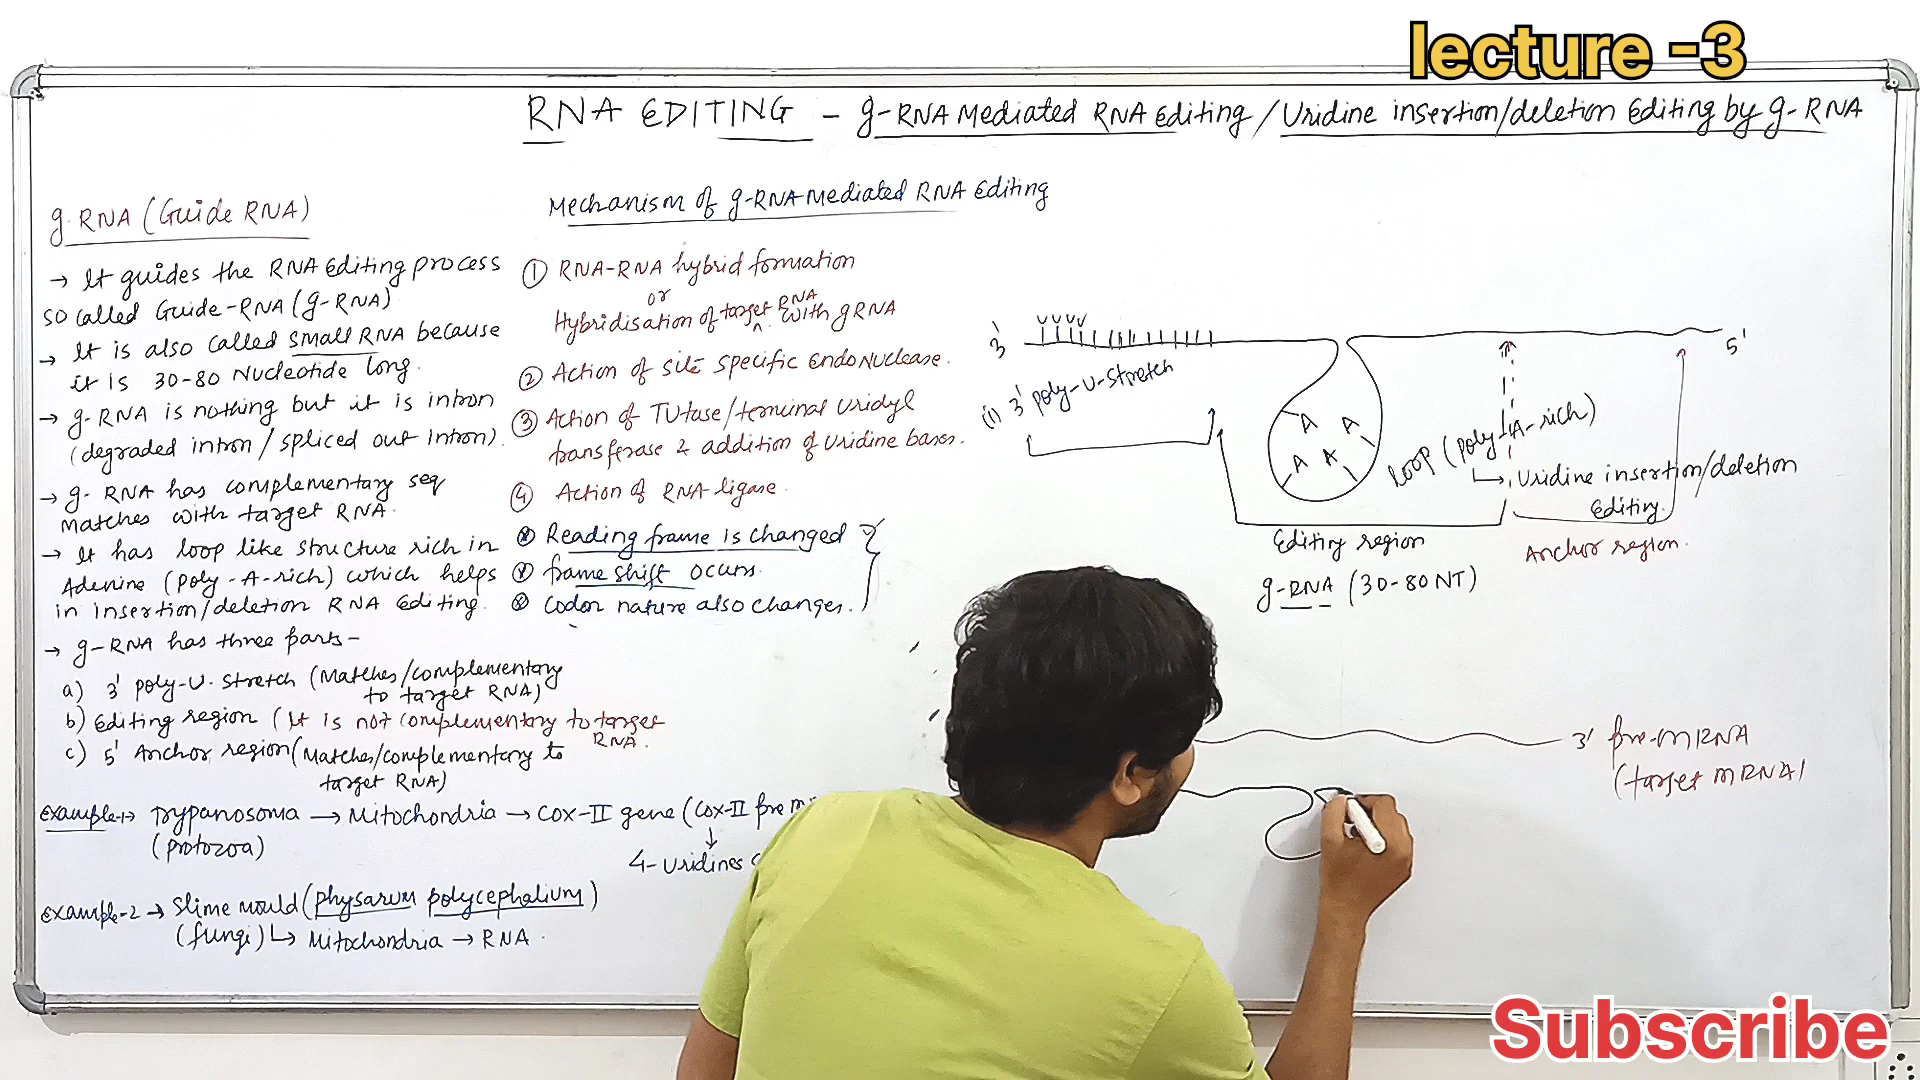 lecture -3
RNA EDITING - g-RNA Mediated RNA Editing / Uridine insertion/deletion Editing by g-RNA
g-RNA (Guide RNA)
→ It guides the RNA Editing process
so called Guide-RNA (g-RNA)
→ It is also called small RNA because
it is 30-80 Nucleotide long.
→ g-RNA is nothing but it is intron
(degraded intron / spliced out intron).
→ g-RNA has complementary seq
matches with target RNA.
→ It has loop like structure rich in
Adenine (poly-A-rich) which helps
in insertion/deletion RNA Editing.
→ g-RNA has three parts-
a) 3' poly-U-stretch (Matches/complementary
to target RNA)
b) Editing region (It is not complementary to target
RNA.
c) 5' Anchor region (Matches/complementary to
target RNA)
Example-1→ Trypanosoma → Mitochondria → COX-II gene (COX-II pre m
(protozoa)
↓
4-Uridines
Example-2 → Slime mould (physarum polycephalium)
(fungi) ↳ Mitochondria → RNA.
Mechanism of g-RNA Mediated RNA Editing
① RNA-RNA hybrid formation
or
Hybridisation of target RNA with gRNA
② Action of site specific Endonuclease.
③ Action of TUtase/terminal Uridyl
transferase & addition of Uridine bases.
④ Action of RNA ligase.
⊗ Reading frame is changed
⊗ frame shift occurs.
⊗ Codon nature also changes.
3'
UUUU
5'
(1) 3' poly-U-Stretch
A A
A A
Loop (poly-A-rich)
↳ Uridine insertion/deletion
Editing.
Editing region
Anchor region.
g-RNA (30-80 NT)
3' pre-mRNA
(target mRNA)
Subscribe